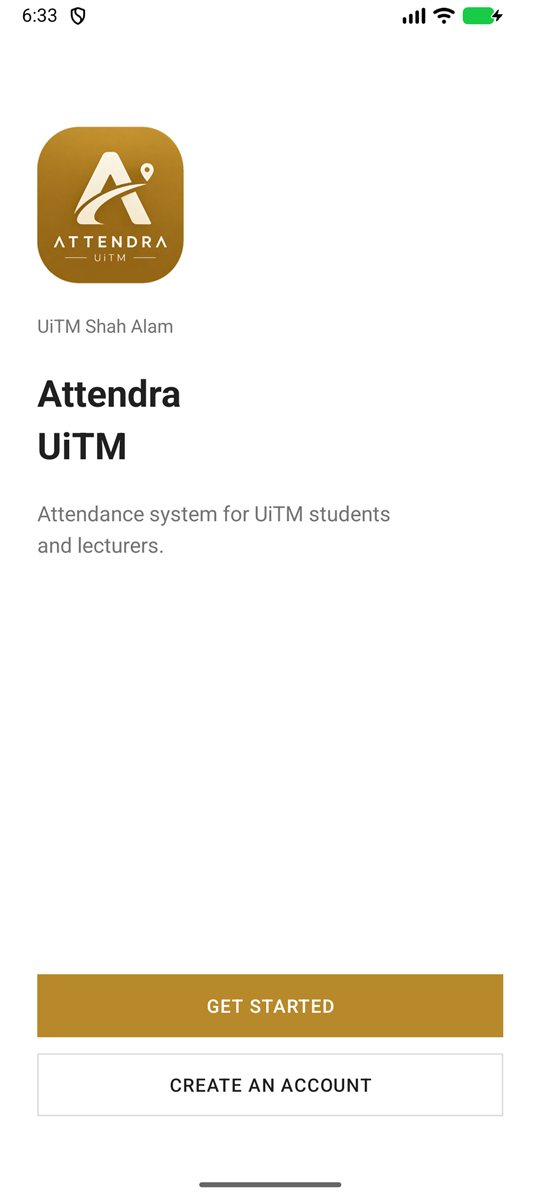 6:33
ATTENDRA
UiTM
UiTM Shah Alam
Attendra
UiTM
Attendance system for UiTM students
and lecturers.
GET STARTED
CREATE AN ACCOUNT